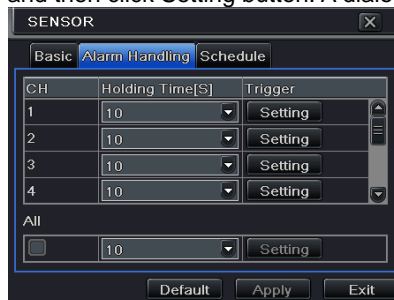 and then click Setting button. A dialo
SENSOR
Basic Alarm Handling Schedule
CH Holding Time[S] Trigger
1 10 Setting
2 10 Setting
3 10 Setting
4 10 Setting
All
10 Setting
Default Apply Exit